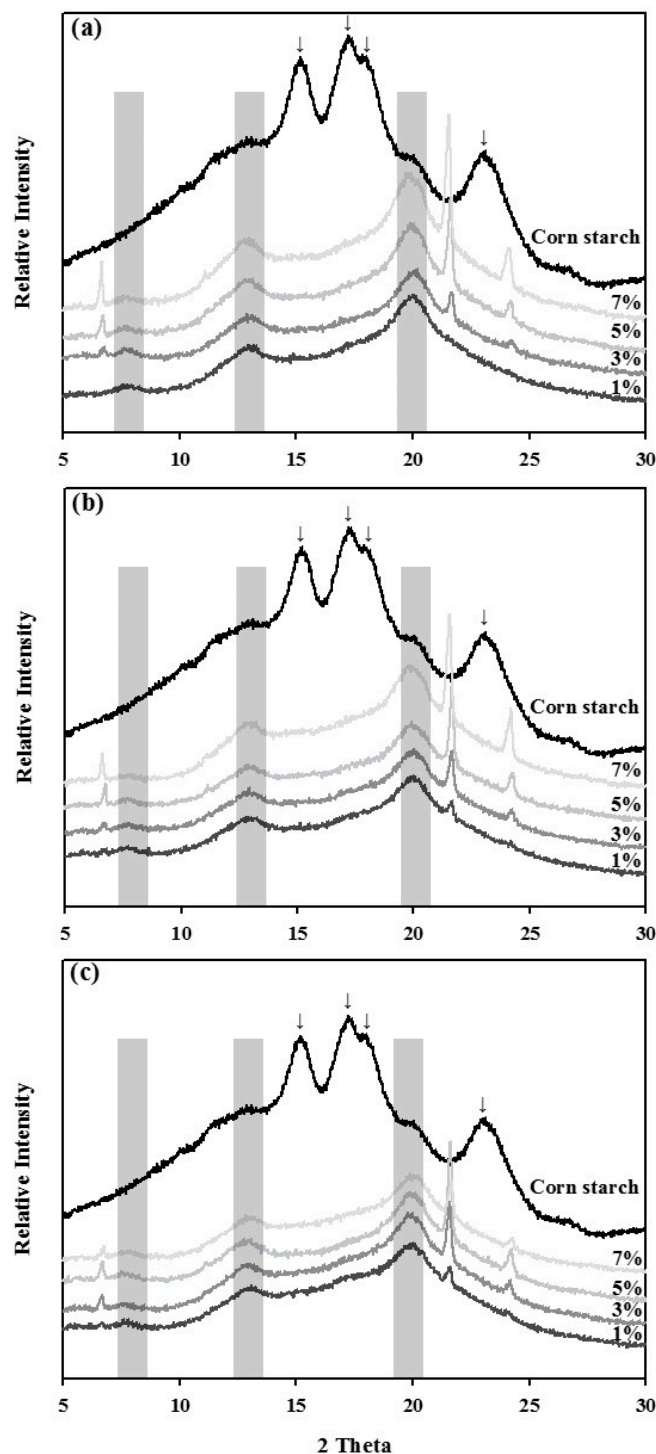 (a)
↓ ↓ ↓ ↓
Relative Intensity
Corn starch
7%
5%
3%
1%
5 10 15 20 25 30
(b)
↓ ↓ ↓ ↓
Relative Intensity
Corn starch
7%
5%
3%
1%
5 10 15 20 25 30
(c)
↓ ↓ ↓ ↓
Relative Intensity
Corn starch
7%
5%
3%
1%
5 10 15 20 25 30
2 Theta